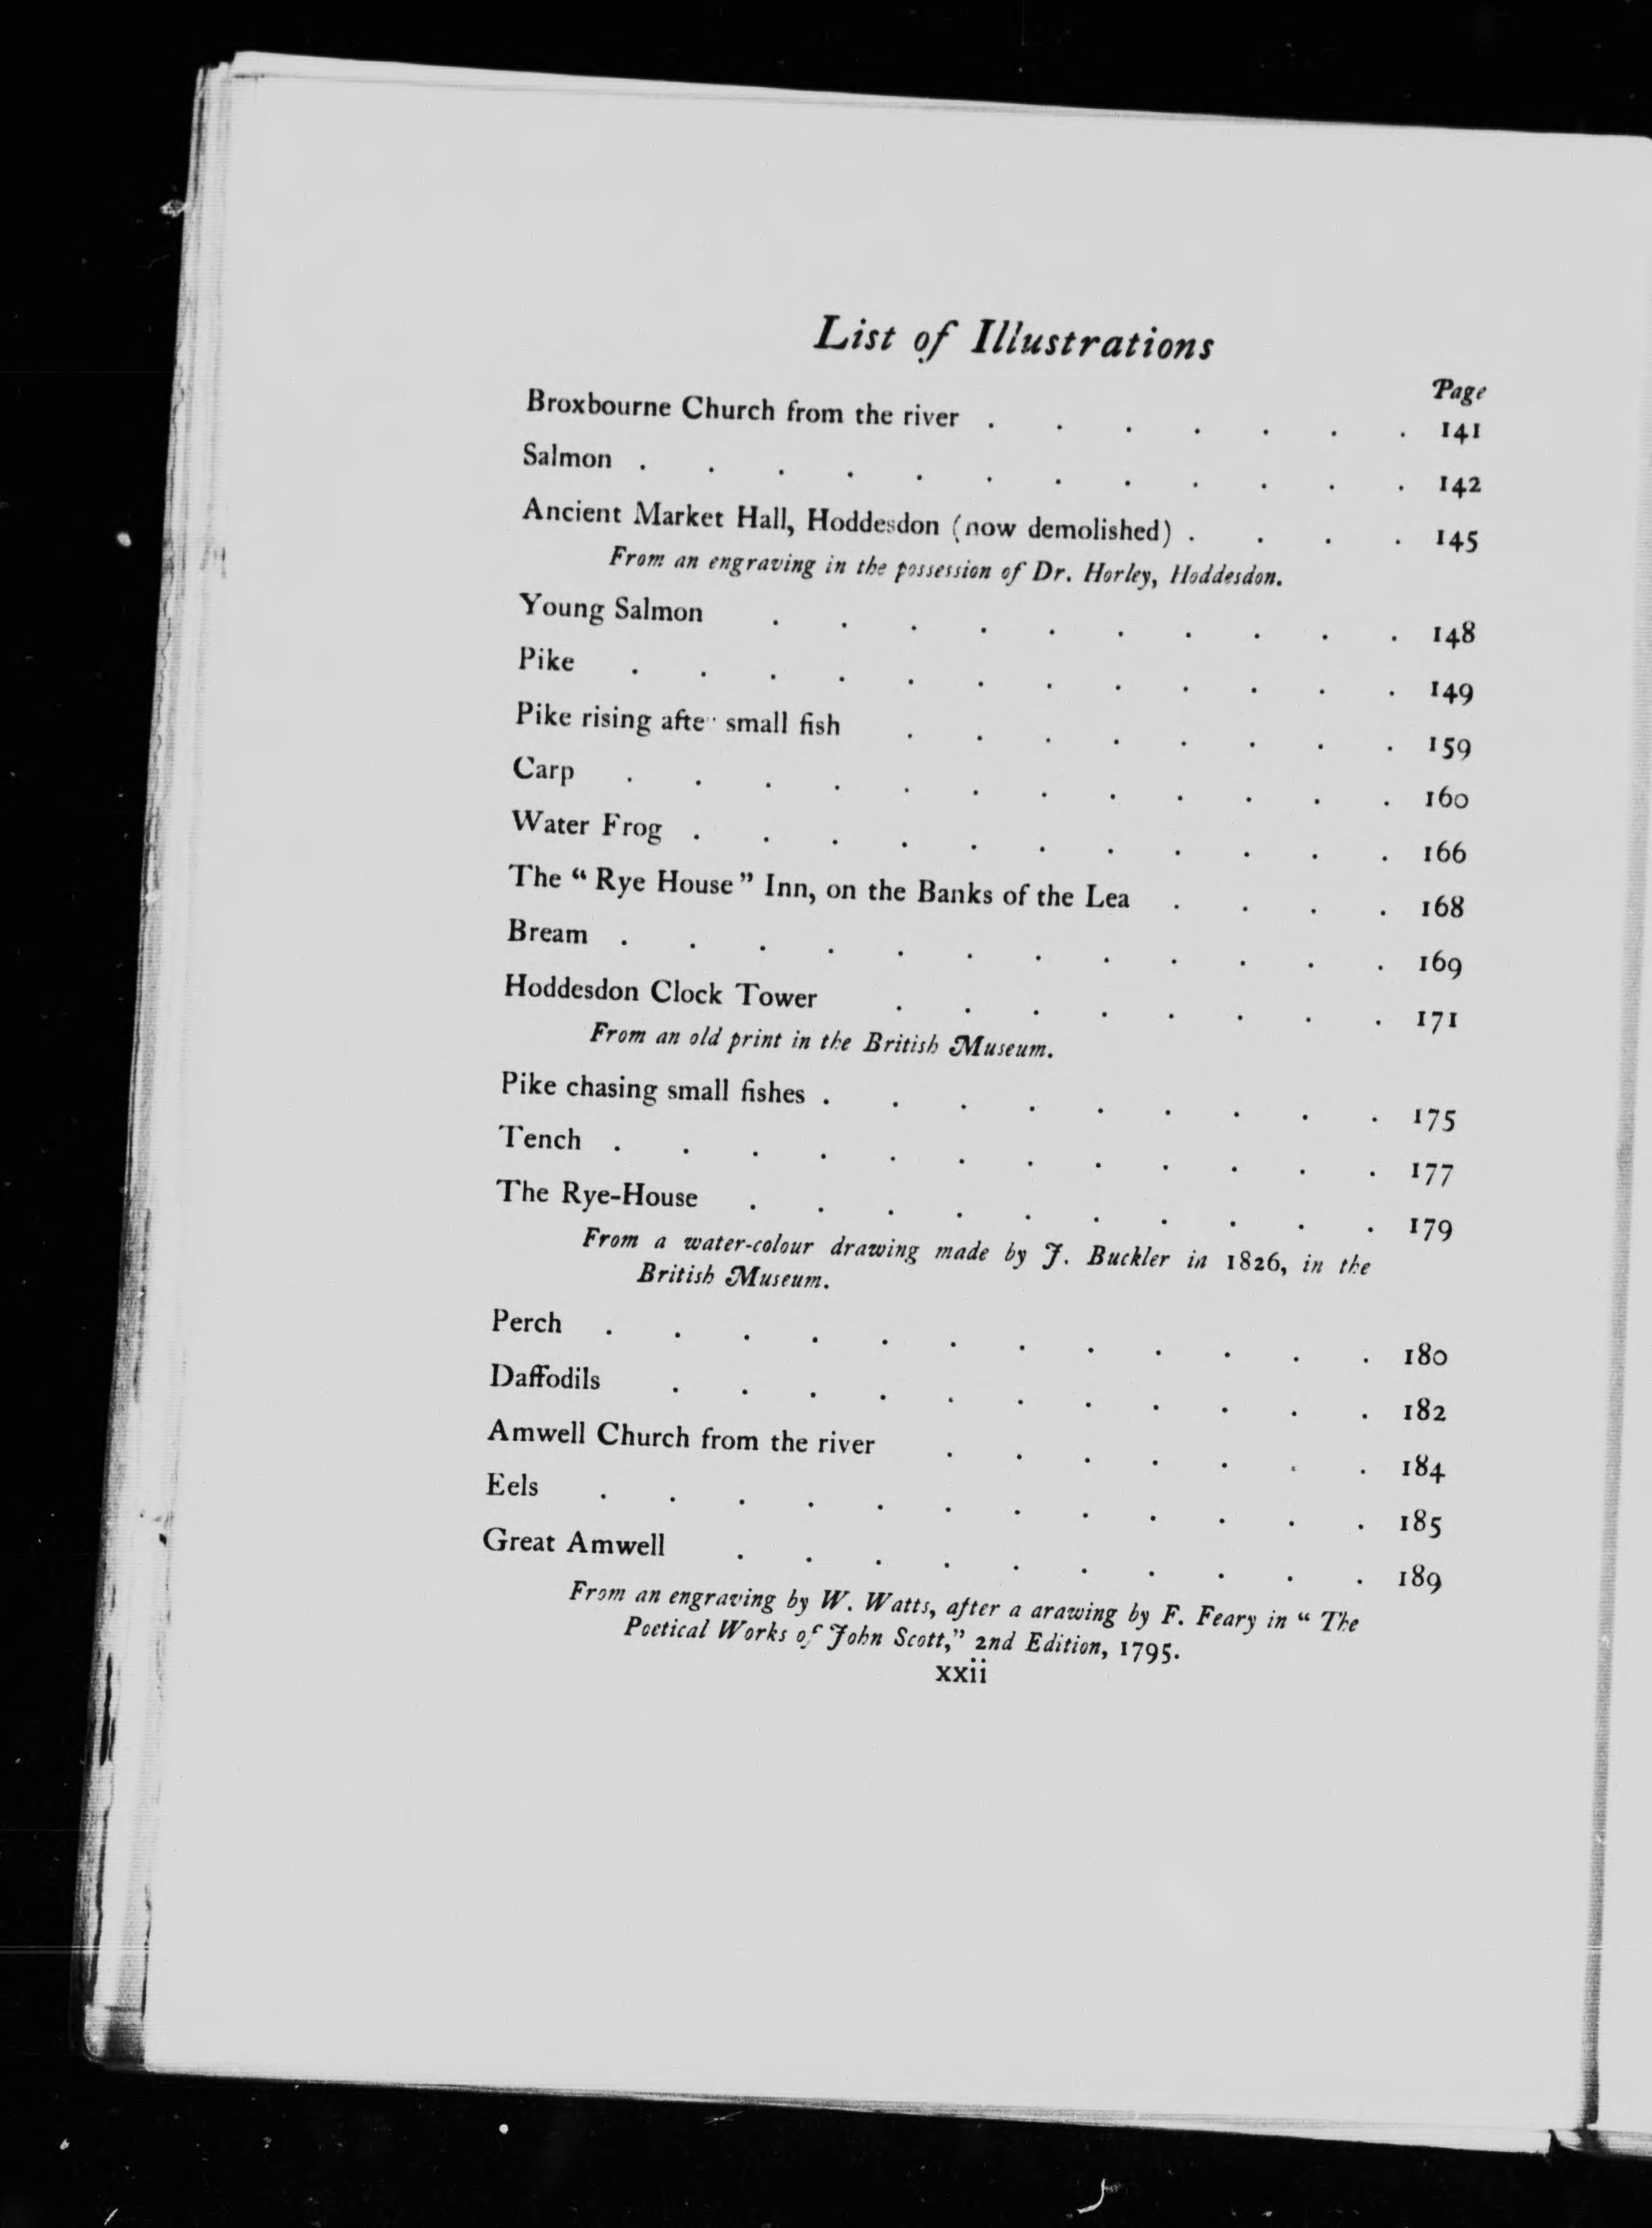 List of Illustrations
Page
Broxbourne Church from the river . . . . . . . 141
Salmon . . . . . . . . . . . . 142
Ancient Market Hall, Hoddesdon (now demolished) . . . . 145
From an engraving in the possession of Dr. Horley, Hoddesdon.
Young Salmon . . . . . . . . . . 148
Pike . . . . . . . . . . . . 149
Pike rising afte small fish . . . . . . . . 159
Carp . . . . . . . . . . . . 160
Water Frog . . . . . . . . . . . 166
The “ Rye House” Inn, on the Banks of the Lea . . . . 168
Bream . . . . . . . . . . . . 169
Hoddesdon Clock Tower . . . . . . . . 171
From an old print in the British Museum.
Pike chasing small fishes . . . . . . . . . 175
Tench . . . . . . . . . . . . 177
The Rye-House . . . . . . . . . . 179
From a water-colour drawing made by J. Buckler in 1826, in the
British Museum.
Perch . . . . . . . . . . . . 180
Daffodils . . . . . . . . . . . 182
Amwell Church from the river . . . . . . . 184
Eels . . . . . . . . . . . . 185
Great Amwell . . . . . . . . . . 189
From an engraving by W. Watts, after a arawing by F. Feary in “ The
Poetical Works of John Scott,” 2nd Edition, 1795.
xxii